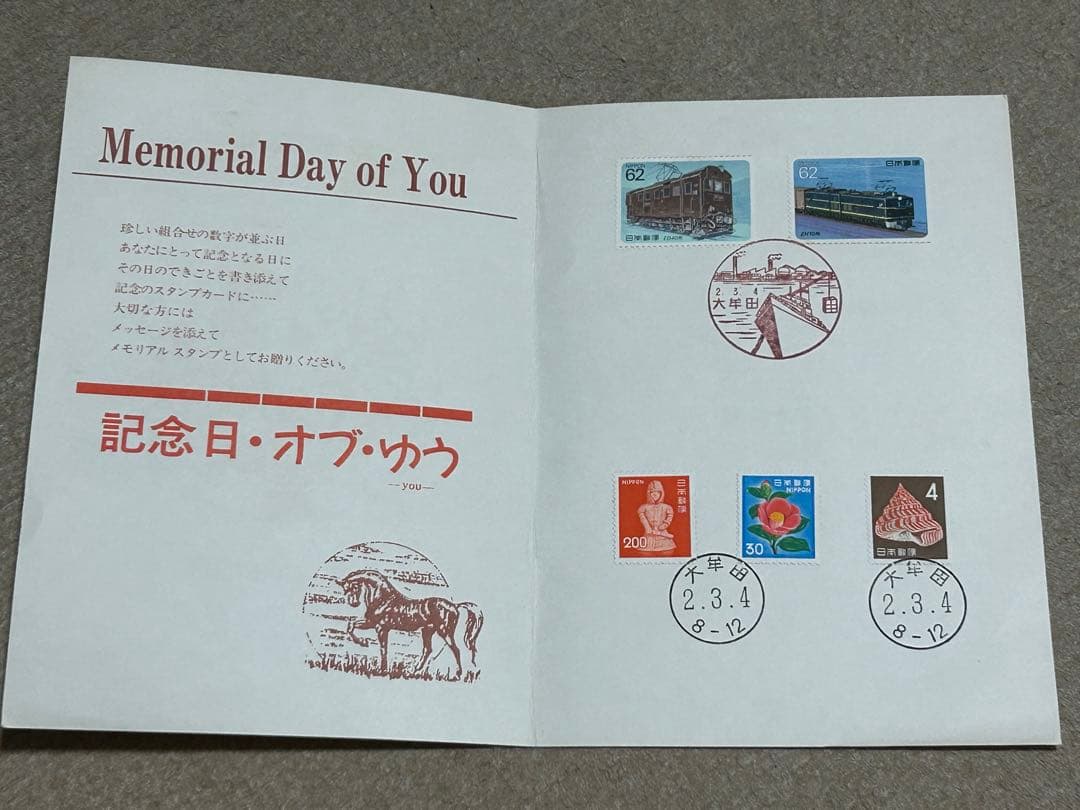 Memorial Day of You
珍しい組合せの数字が並ぶ日
あなたにとって記念となる日に
その日のできごとを書き添えて
記念のスタンプカードに……
大切な方には
メッセージを添えて
メモリアル スタンプとしてお贈りください。
記念日・オブ・ゆう
—you—
NIPPON
62
日本郵便
62
日本郵便
2.3.4
大牟田
NIPPON
日本郵便
200
日本郵便
NIPPON
30
4
日本郵便
大牟田
2.3.4
8-12
大牟田
2.3.4
8-12